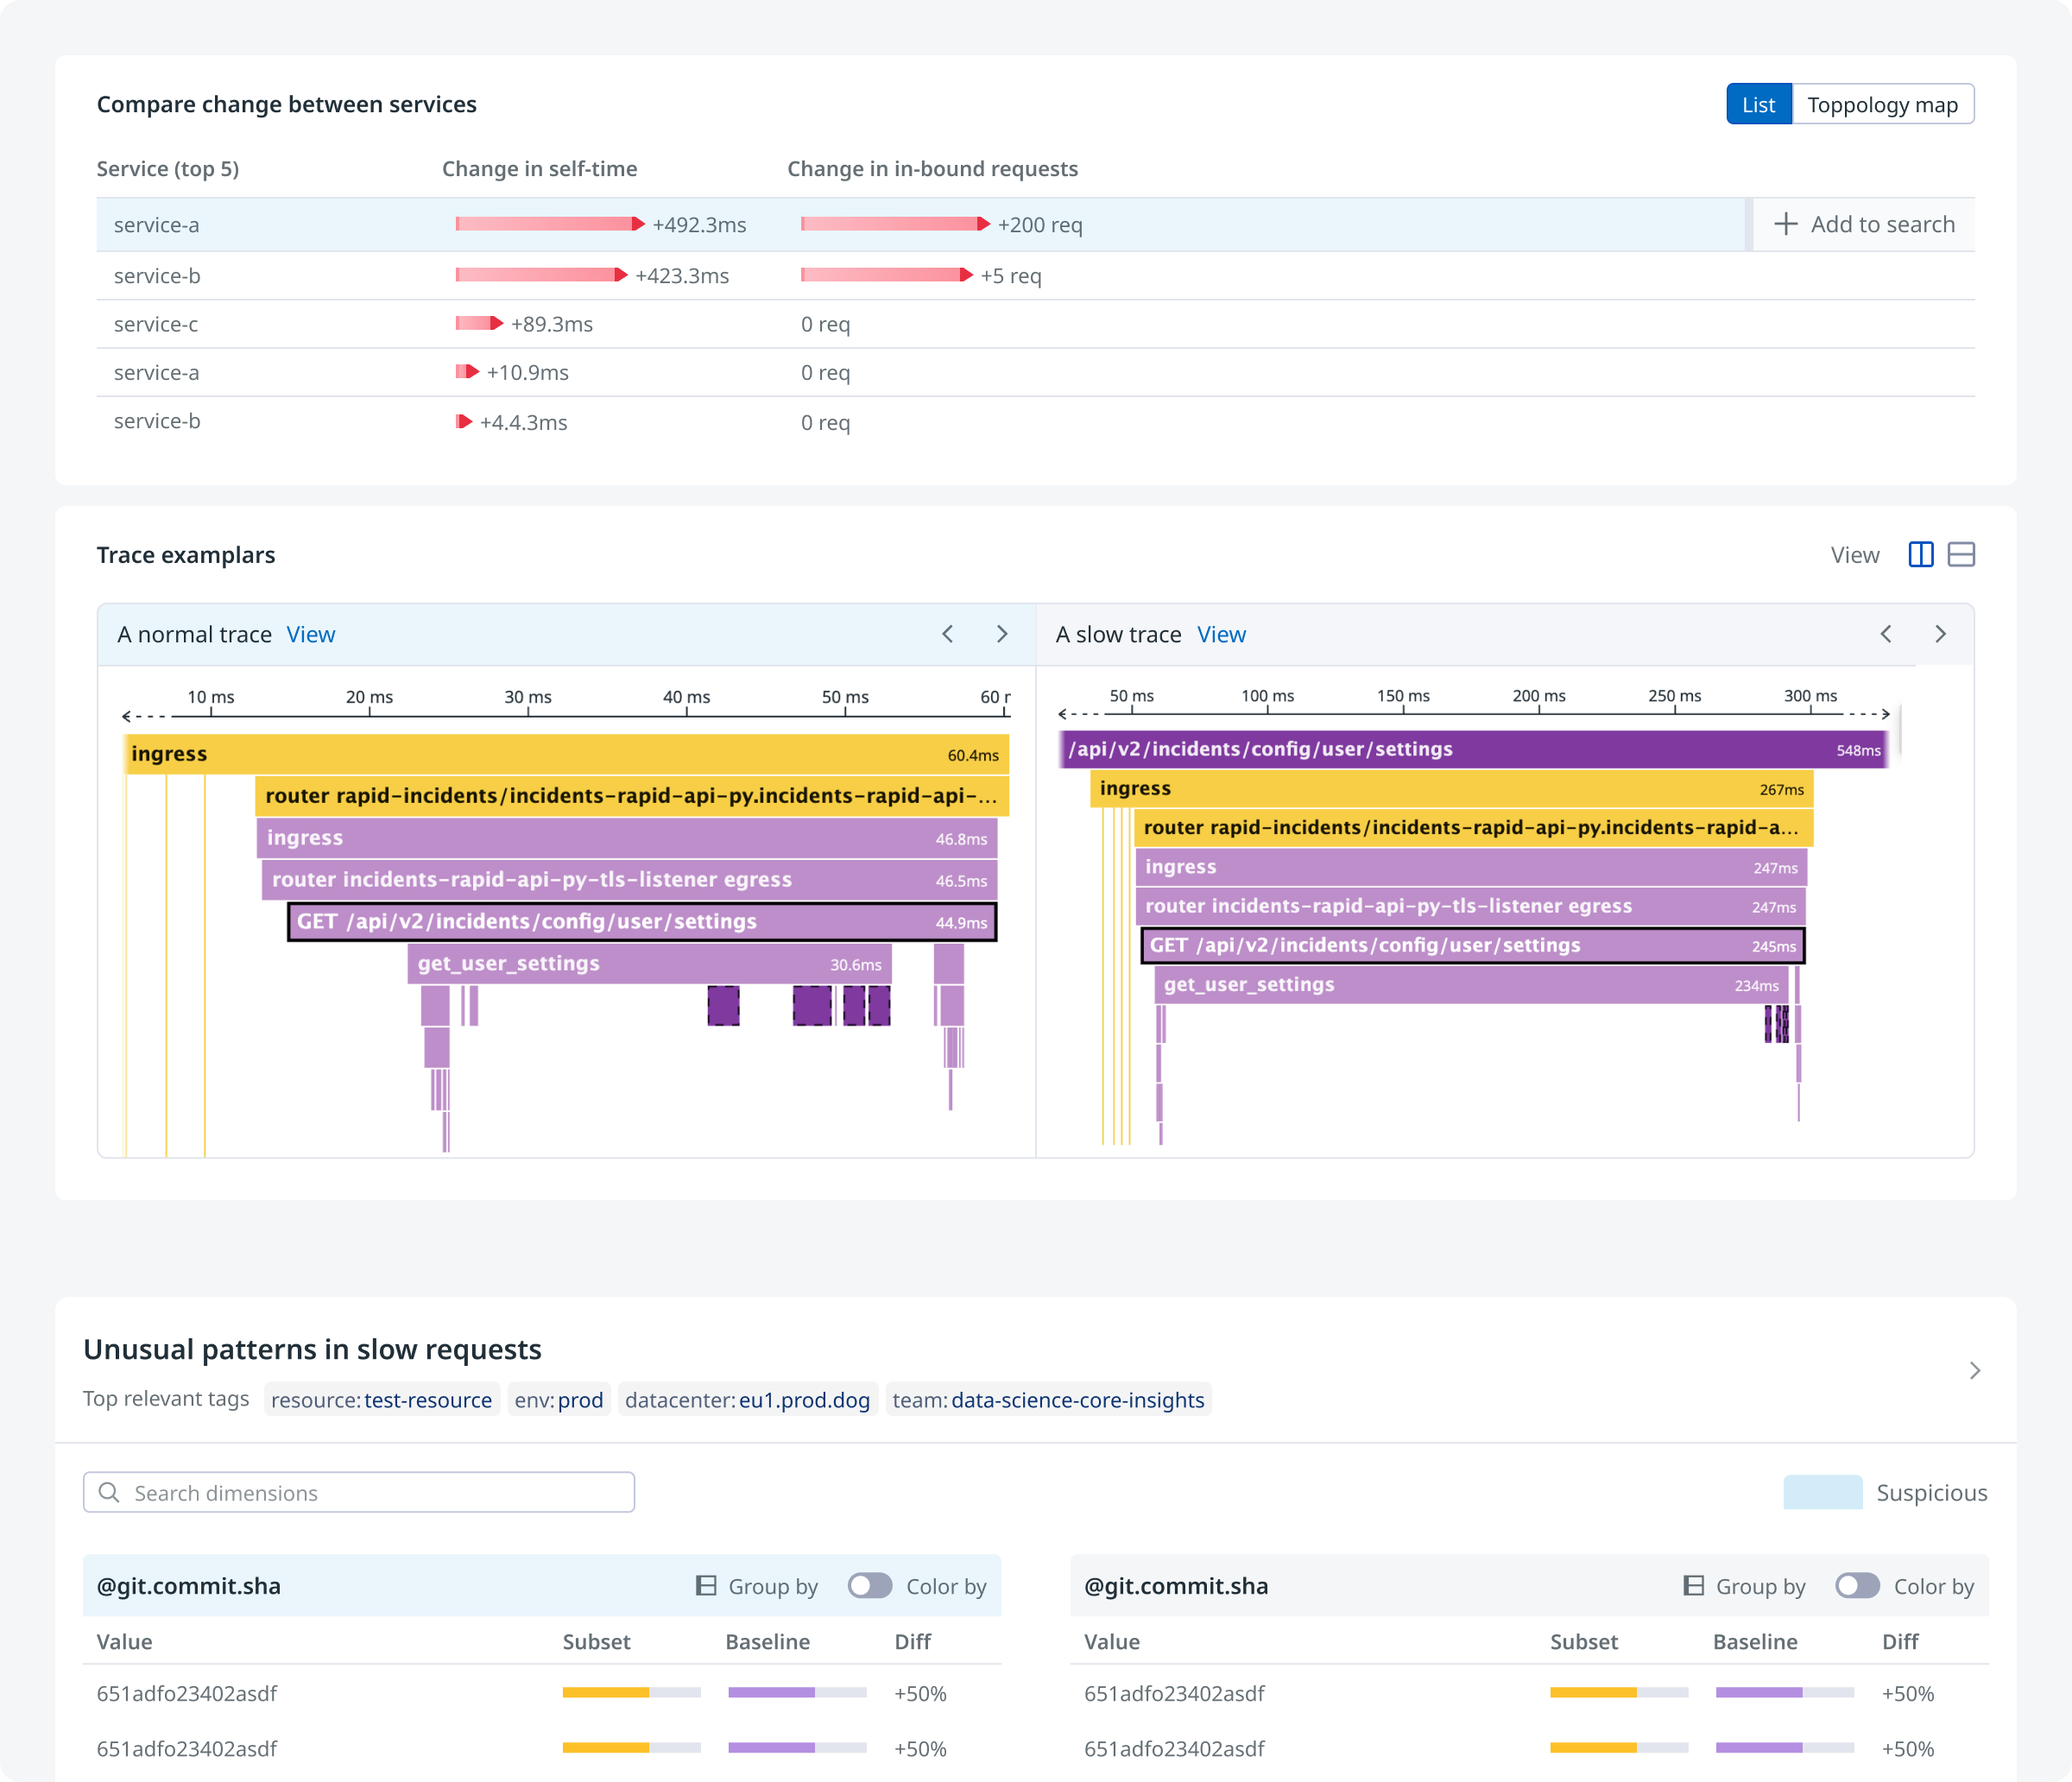 Compare change between services
List Toppology map
Service (top 5) Change in self-time Change in in-bound requests
service-a +492.3ms +200 req Add to search
service-b +423.3ms +5 req
service-c +89.3ms 0 req
service-a +10.9ms 0 req
service-b +4.4.3ms 0 req
Trace examplars
View
A normal trace View
10 ms 20 ms 30 ms 40 ms 50 ms 60 r
ingress 60.4ms
router rapid-incidents/incidents-rapid-api-py.incidents-rapid-api-...
ingress 46.8ms
router incidents-rapid-api-py-tls-listener egress 46.5ms
GET /api/v2/incidents/config/user/settings 44.9ms
get_user_settings 30.6ms
A slow trace View
50 ms 100 ms 150 ms 200 ms 250 ms 300 ms
/api/v2/incidents/config/user/settings 548ms
ingress 267ms
router rapid-incidents/incidents-rapid-api-py.incidents-rapid-a...
ingress 247ms
router incidents-rapid-api-py-tls-listener egress 247ms
GET /api/v2/incidents/config/user/settings 245ms
get_user_settings 234ms
Unusual patterns in slow requests
Top relevant tags resource:test-resource env:prod datacenter:eu1.prod.dog team:data-science-core-insights
Search dimensions
Suspicious
@git.commit.sha Group by Color by
Value Subset Baseline Diff
651adfo23402asdf +50%
651adfo23402asdf +50%
@git.commit.sha Group by Color by
Value Subset Baseline Diff
651adfo23402asdf +50%
651adfo23402asdf +50%